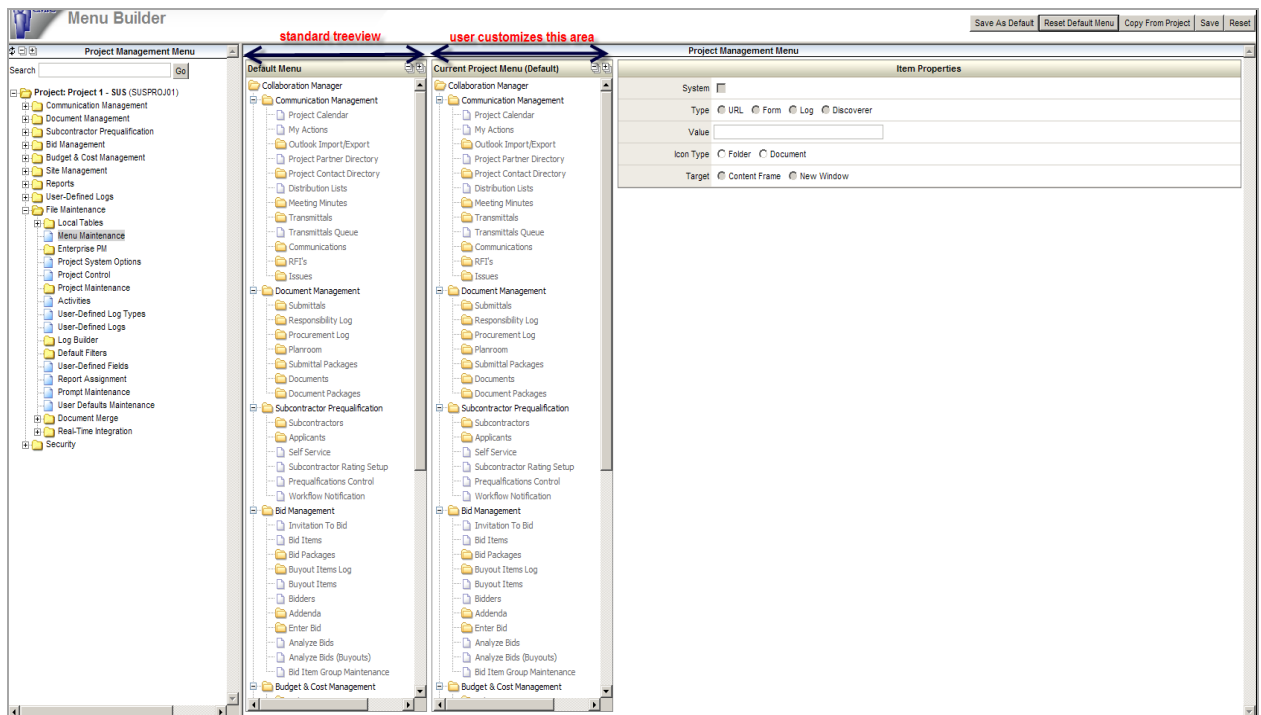 Menu Builder
Save As Default
Reset Default Menu
Copy From Project
Save
Reset
standard treeview
user customizes this area
Project Management Menu
Project Management Menu
Search
Go
Project: Project 1 - SUS (SUSPROJ01)
Communication Management
Document Management
Subcontractor Prequalification
Bid Management
Budget & Cost Management
Site Management
Reports
User-Defined Logs
File Maintenance
Local Tables
Menu Maintenance
Enterprise PM
Project System Options
Project Control
Project Maintenance
Activities
User-Defined Log Types
User-Defined Logs
Log Builder
Default Filters
User-Defined Fields
Report Assignment
Prompt Maintenance
User Defaults Maintenance
Document Merge
Real-Time Integration
Security
Default Menu
Collaboration Manager
Communication Management
Project Calendar
My Actions
Outlook Import/Export
Project Partner Directory
Project Contact Directory
Distribution Lists
Meeting Minutes
Transmittals
Transmittals Queue
Communications
RFI's
Issues
Document Management
Submittals
Responsibility Log
Procurement Log
Planroom
Submittal Packages
Documents
Document Packages
Subcontractor Prequalification
Subcontractors
Applicants
Self Service
Subcontractor Rating Setup
Prequalifications Control
Workflow Notification
Bid Management
Invitation To Bid
Bid Items
Bid Packages
Buyout Items Log
Buyout Items
Bidders
Addenda
Enter Bid
Analyze Bids
Analyze Bids (Buyouts)
Bid Item Group Maintenance
Budget & Cost Management
Current Project Menu (Default)
Collaboration Manager
Communication Management
Project Calendar
My Actions
Outlook Import/Export
Project Partner Directory
Project Contact Directory
Distribution Lists
Meeting Minutes
Transmittals
Transmittals Queue
Communications
RFI's
Issues
Document Management
Submittals
Responsibility Log
Procurement Log
Planroom
Submittal Packages
Documents
Document Packages
Subcontractor Prequalification
Subcontractors
Applicants
Self Service
Subcontractor Rating Setup
Prequalifications Control
Workflow Notification
Bid Management
Invitation To Bid
Bid Items
Bid Packages
Buyout Items Log
Buyout Items
Bidders
Addenda
Enter Bid
Analyze Bids
Analyze Bids (Buyouts)
Bid Item Group Maintenance
Budget & Cost Management
Item Properties
System
Type URL Form Log Discoverer
Value
Icon Type Folder Document
Target Content Frame New Window